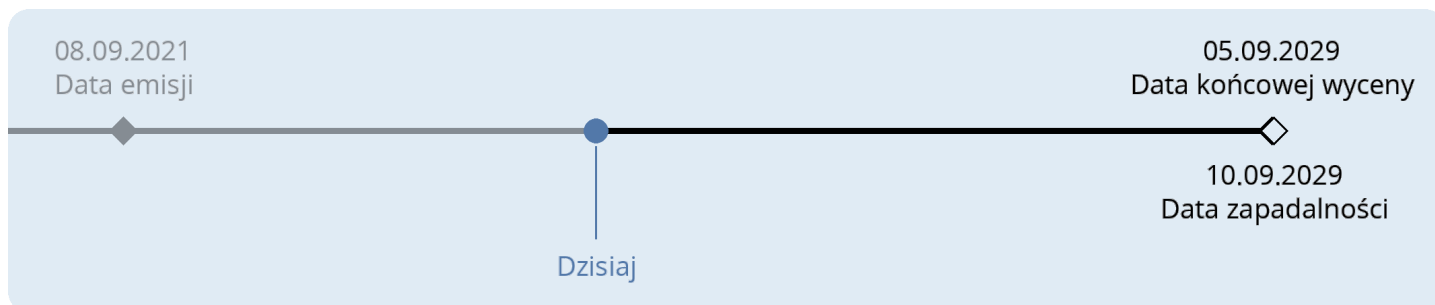 08.09.2021
Data emisji
05.09.2029
Data końcowej wyceny
10.09.2029
Data zapadalności
Dzisiaj